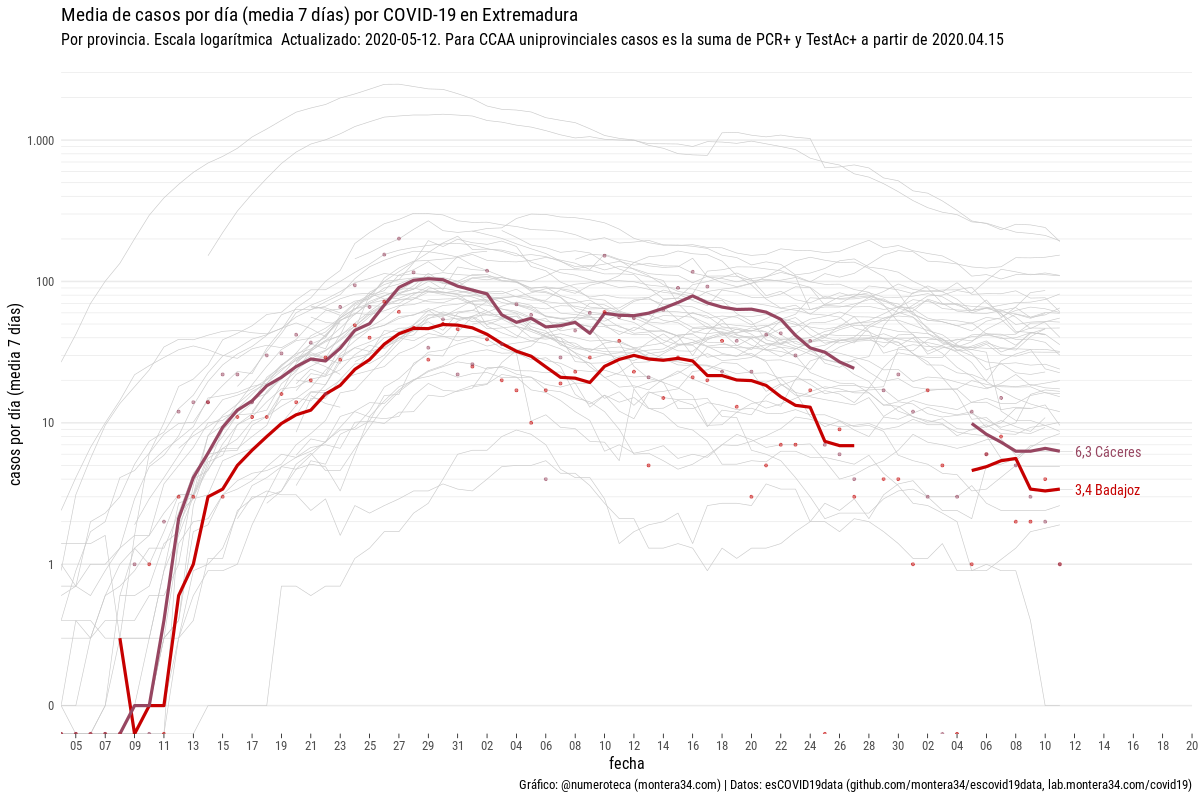 Media de casos por día (media 7 días) por COVID-19 en Extremadura
Por provincia. Escala logarítmica  Actualizado: 2020-05-12. Para CCAA uniprovinciales casos es la suma de PCR+ y TestAc+ a partir de 2020.04.15
casos por día (media 7 días)
1.000
100
10
1
0
6,3 Cáceres
3,4 Badajoz
05 07 09 11 13 15 17 19 21 23 25 27 29 31 02 04 06 08 10 12 14 16 18 20 22 24 26 28 30 02 04 06 08 10 12 14 16 18 20
fecha
Gráfico: @numeroteca (montera34.com) | Datos: esCOVID19data (github.com/montera34/escovid19data, lab.montera34.com/covid19)